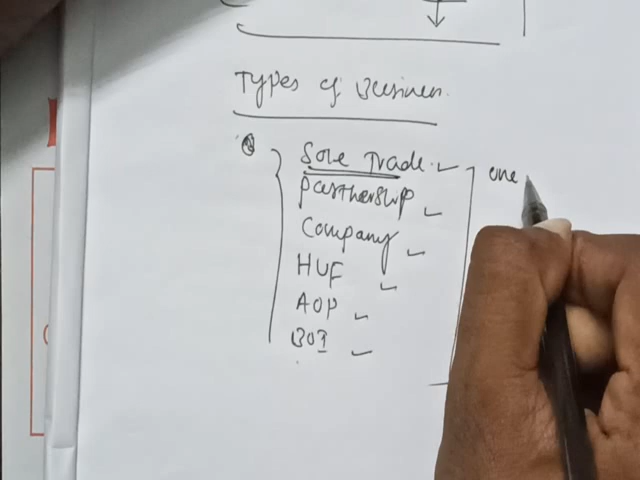 Types of Business.
Sole Trade
one
Partnership
Company
HUF
AOP
BOI